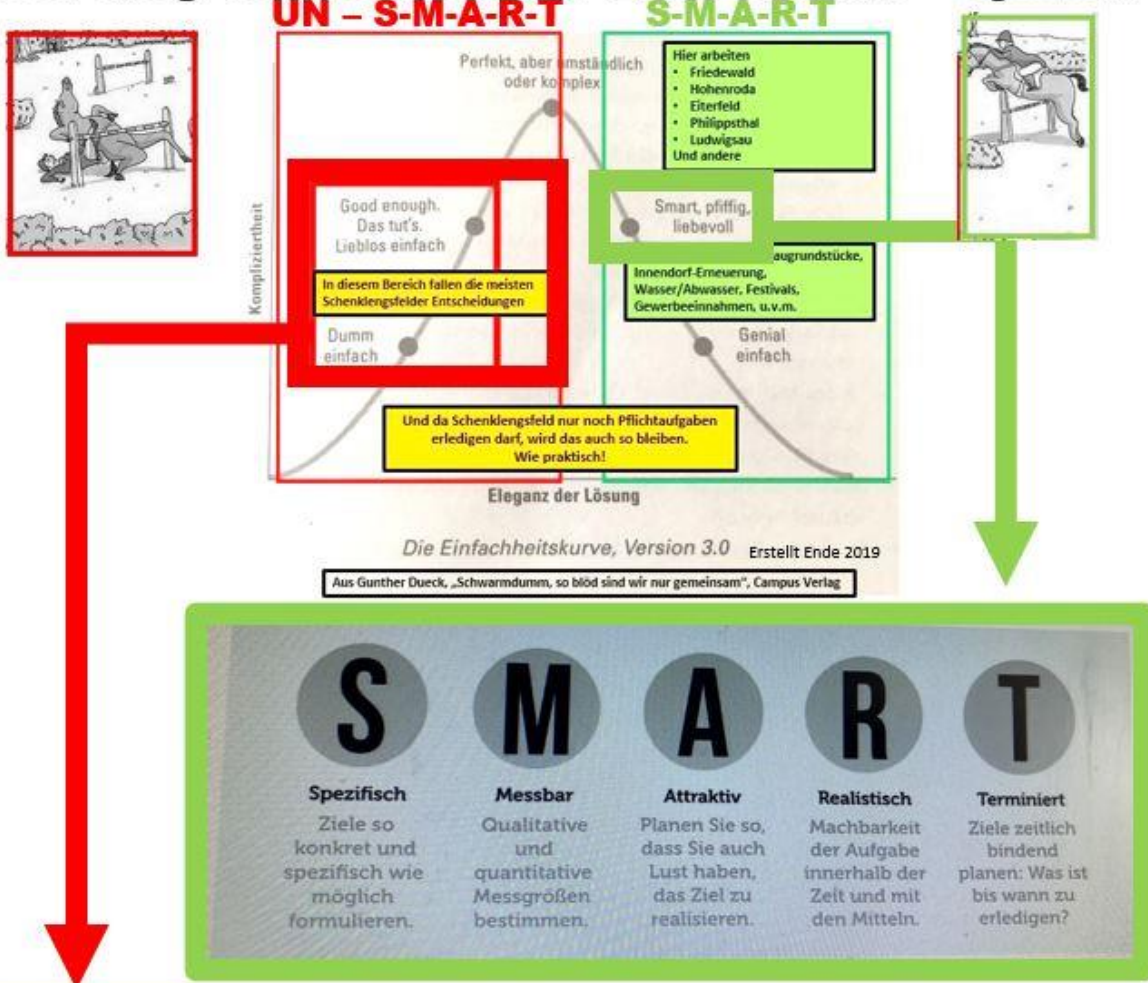 UN – S-M-A-R-T
S-M-A-R-T
Perfekt, aber umständlich
oder komplex
Hier arbeiten
• Friedewald
• Hohenroda
• Eiterfeld
• Philippsthal
• Ludwigsau
Und andere
Kompliziertheit
Good enough.
Das tut's.
Lieblos einfach
Smart, pfiffig,
liebevoll
In diesem Bereich fallen die meisten
Schenklengsfelder Entscheidungen
augrundstücke,
Innendorf-Erneuerung,
Wasser/Abwasser, Festivals,
Gewerbeeinnahmen, u.v.m.
Dumm
einfach
Genial
einfach
Und da Schenklengsfeld nur noch Pflichtaufgaben
erledigen darf, wird das auch so bleiben.
Wie praktisch!
Eleganz der Lösung
Die Einfachheitskurve, Version 3.0
Erstellt Ende 2019
Aus Gunther Dueck, „Schwarmdumm, so blöd sind wir nur gemeinsam", Campus Verlag
S
Spezifisch
Ziele so
konkret und
spezifisch wie
möglich
formulieren.
M
Messbar
Qualitative
und
quantitative
Messgrößen
bestimmen.
A
Attraktiv
Planen Sie so,
dass Sie auch
Lust haben,
das Ziel zu
realisieren.
R
Realistisch
Machbarkeit
der Aufgabe
innerhalb der
Zeit und mit
den Mitteln.
T
Terminiert
Ziele zeitlich
bindend
planen: Was ist
bis wann zu
erledigen?